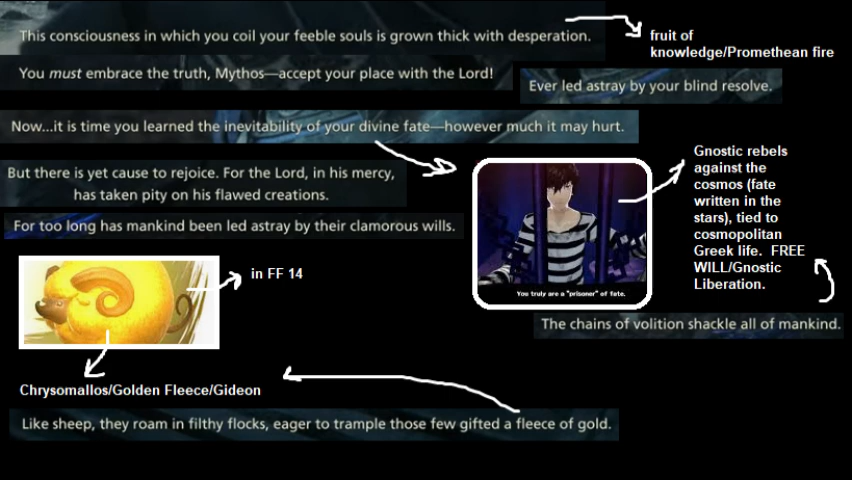 This consciousness in which you coil your feeble souls is grown thick with desperation.
fruit of
knowledge/Promethean fire
You must embrace the truth, Mythos—accept your place with the Lord!
Ever led astray by your blind resolve.
Now...it is time you learned the inevitability of your divine fate—however much it may hurt.
But there is yet cause to rejoice. For the Lord, in his mercy,
has taken pity on his flawed creations.
Gnostic rebels
against the
cosmos (fate
written in the
stars), tied to
cosmopolitan
Greek life. FREE
WILL/Gnostic
Liberation.
For too long has mankind been led astray by their clamorous wills.
in FF 14
You truly are a "prisoner" of fate.
The chains of volition shackle all of mankind.
Chrysomallos/Golden Fleece/Gideon
Like sheep, they roam in filthy flocks, eager to trample those few gifted a fleece of gold.